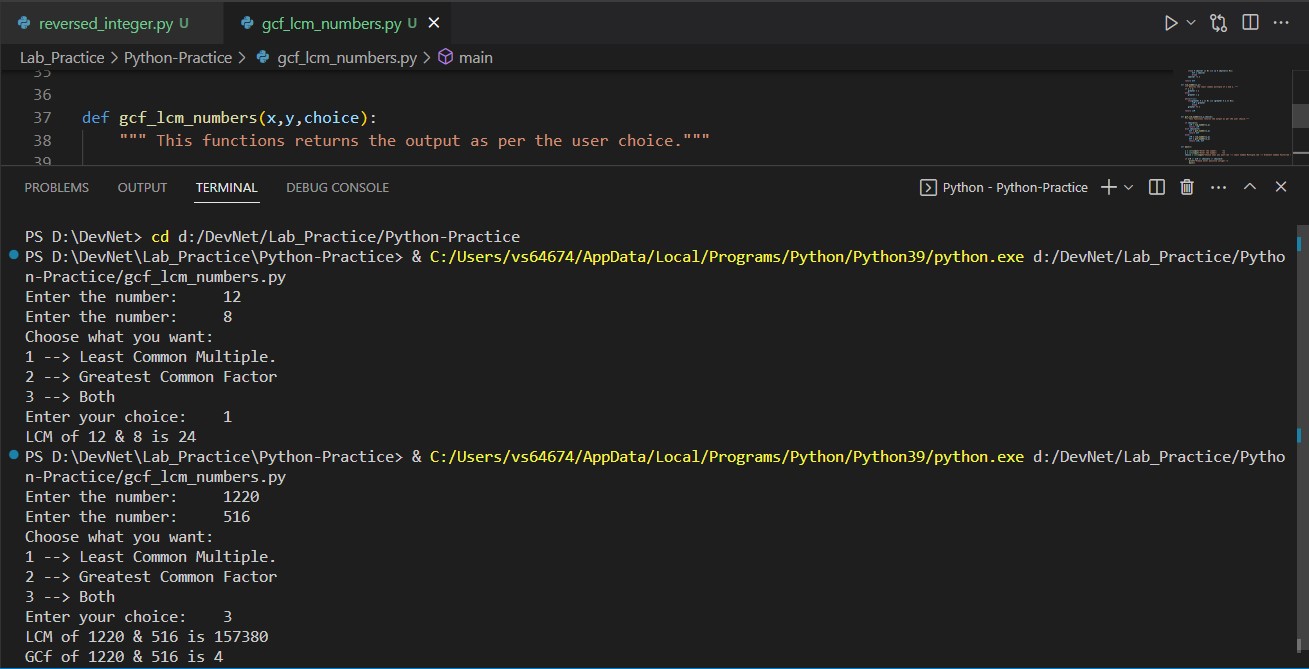 reversed_integer.py U gcf_lcm_numbers.py U
Lab_Practice > Python-Practice > gcf_lcm_numbers.py > main
35
36
37 def gcf_lcm_numbers(x,y,choice):
38 """ This functions returns the output as per the user choice."""
39
PROBLEMS OUTPUT TERMINAL DEBUG CONSOLE Python - Python-Practice
PS D:\DevNet> cd d:/DevNet/Lab_Practice/Python-Practice
PS D:\DevNet\Lab_Practice\Python-Practice> & C:/Users/vs64674/AppData/Local/Programs/Python/Python39/python.exe d:/DevNet/Lab_Practice/Pytho
n-Practice/gcf_lcm_numbers.py
Enter the number: 12
Enter the number: 8
Choose what you want:
1 --> Least Common Multiple.
2 --> Greatest Common Factor
3 --> Both
Enter your choice: 1
LCM of 12 & 8 is 24
PS D:\DevNet\Lab_Practice\Python-Practice> & C:/Users/vs64674/AppData/Local/Programs/Python/Python39/python.exe d:/DevNet/Lab_Practice/Pytho
n-Practice/gcf_lcm_numbers.py
Enter the number: 1220
Enter the number: 516
Choose what you want:
1 --> Least Common Multiple.
2 --> Greatest Common Factor
3 --> Both
Enter your choice: 3
LCM of 1220 & 516 is 157380
GCf of 1220 & 516 is 4